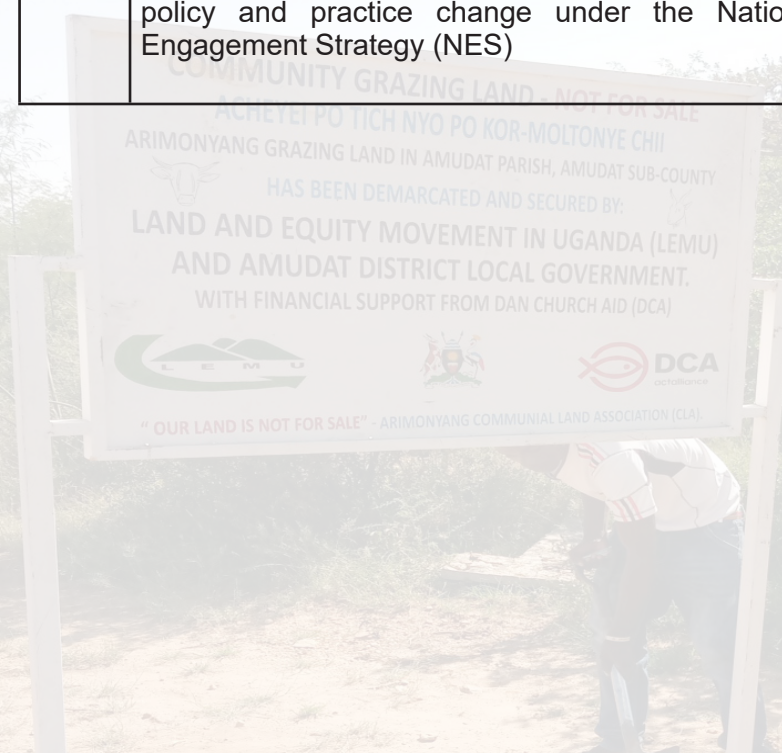 policy and practice change under the Natio
Engagement Strategy (NES)
COMMUNITY GRAZING LAND - NOT FOR SALE
ACHEYEI PO TICH NYO PO KOR-MOLTONYE CHII
ARIMONYANG GRAZING LAND IN AMUDAT PARISH, AMUDAT SUB-COUNTY
HAS BEEN DEMARCATED AND SECURED BY:
LAND AND EQUITY MOVEMENT IN UGANDA (LEMU)
AND AMUDAT DISTRICT LOCAL GOVERNMENT.
WITH FINANCIAL SUPPORT FROM DAN CHURCH AID (DCA)
L E M U
DCA
actalliance
" OUR LAND IS NOT FOR SALE" - ARIMONYANG COMMUNIAL LAND ASSOCIATION (CLA).